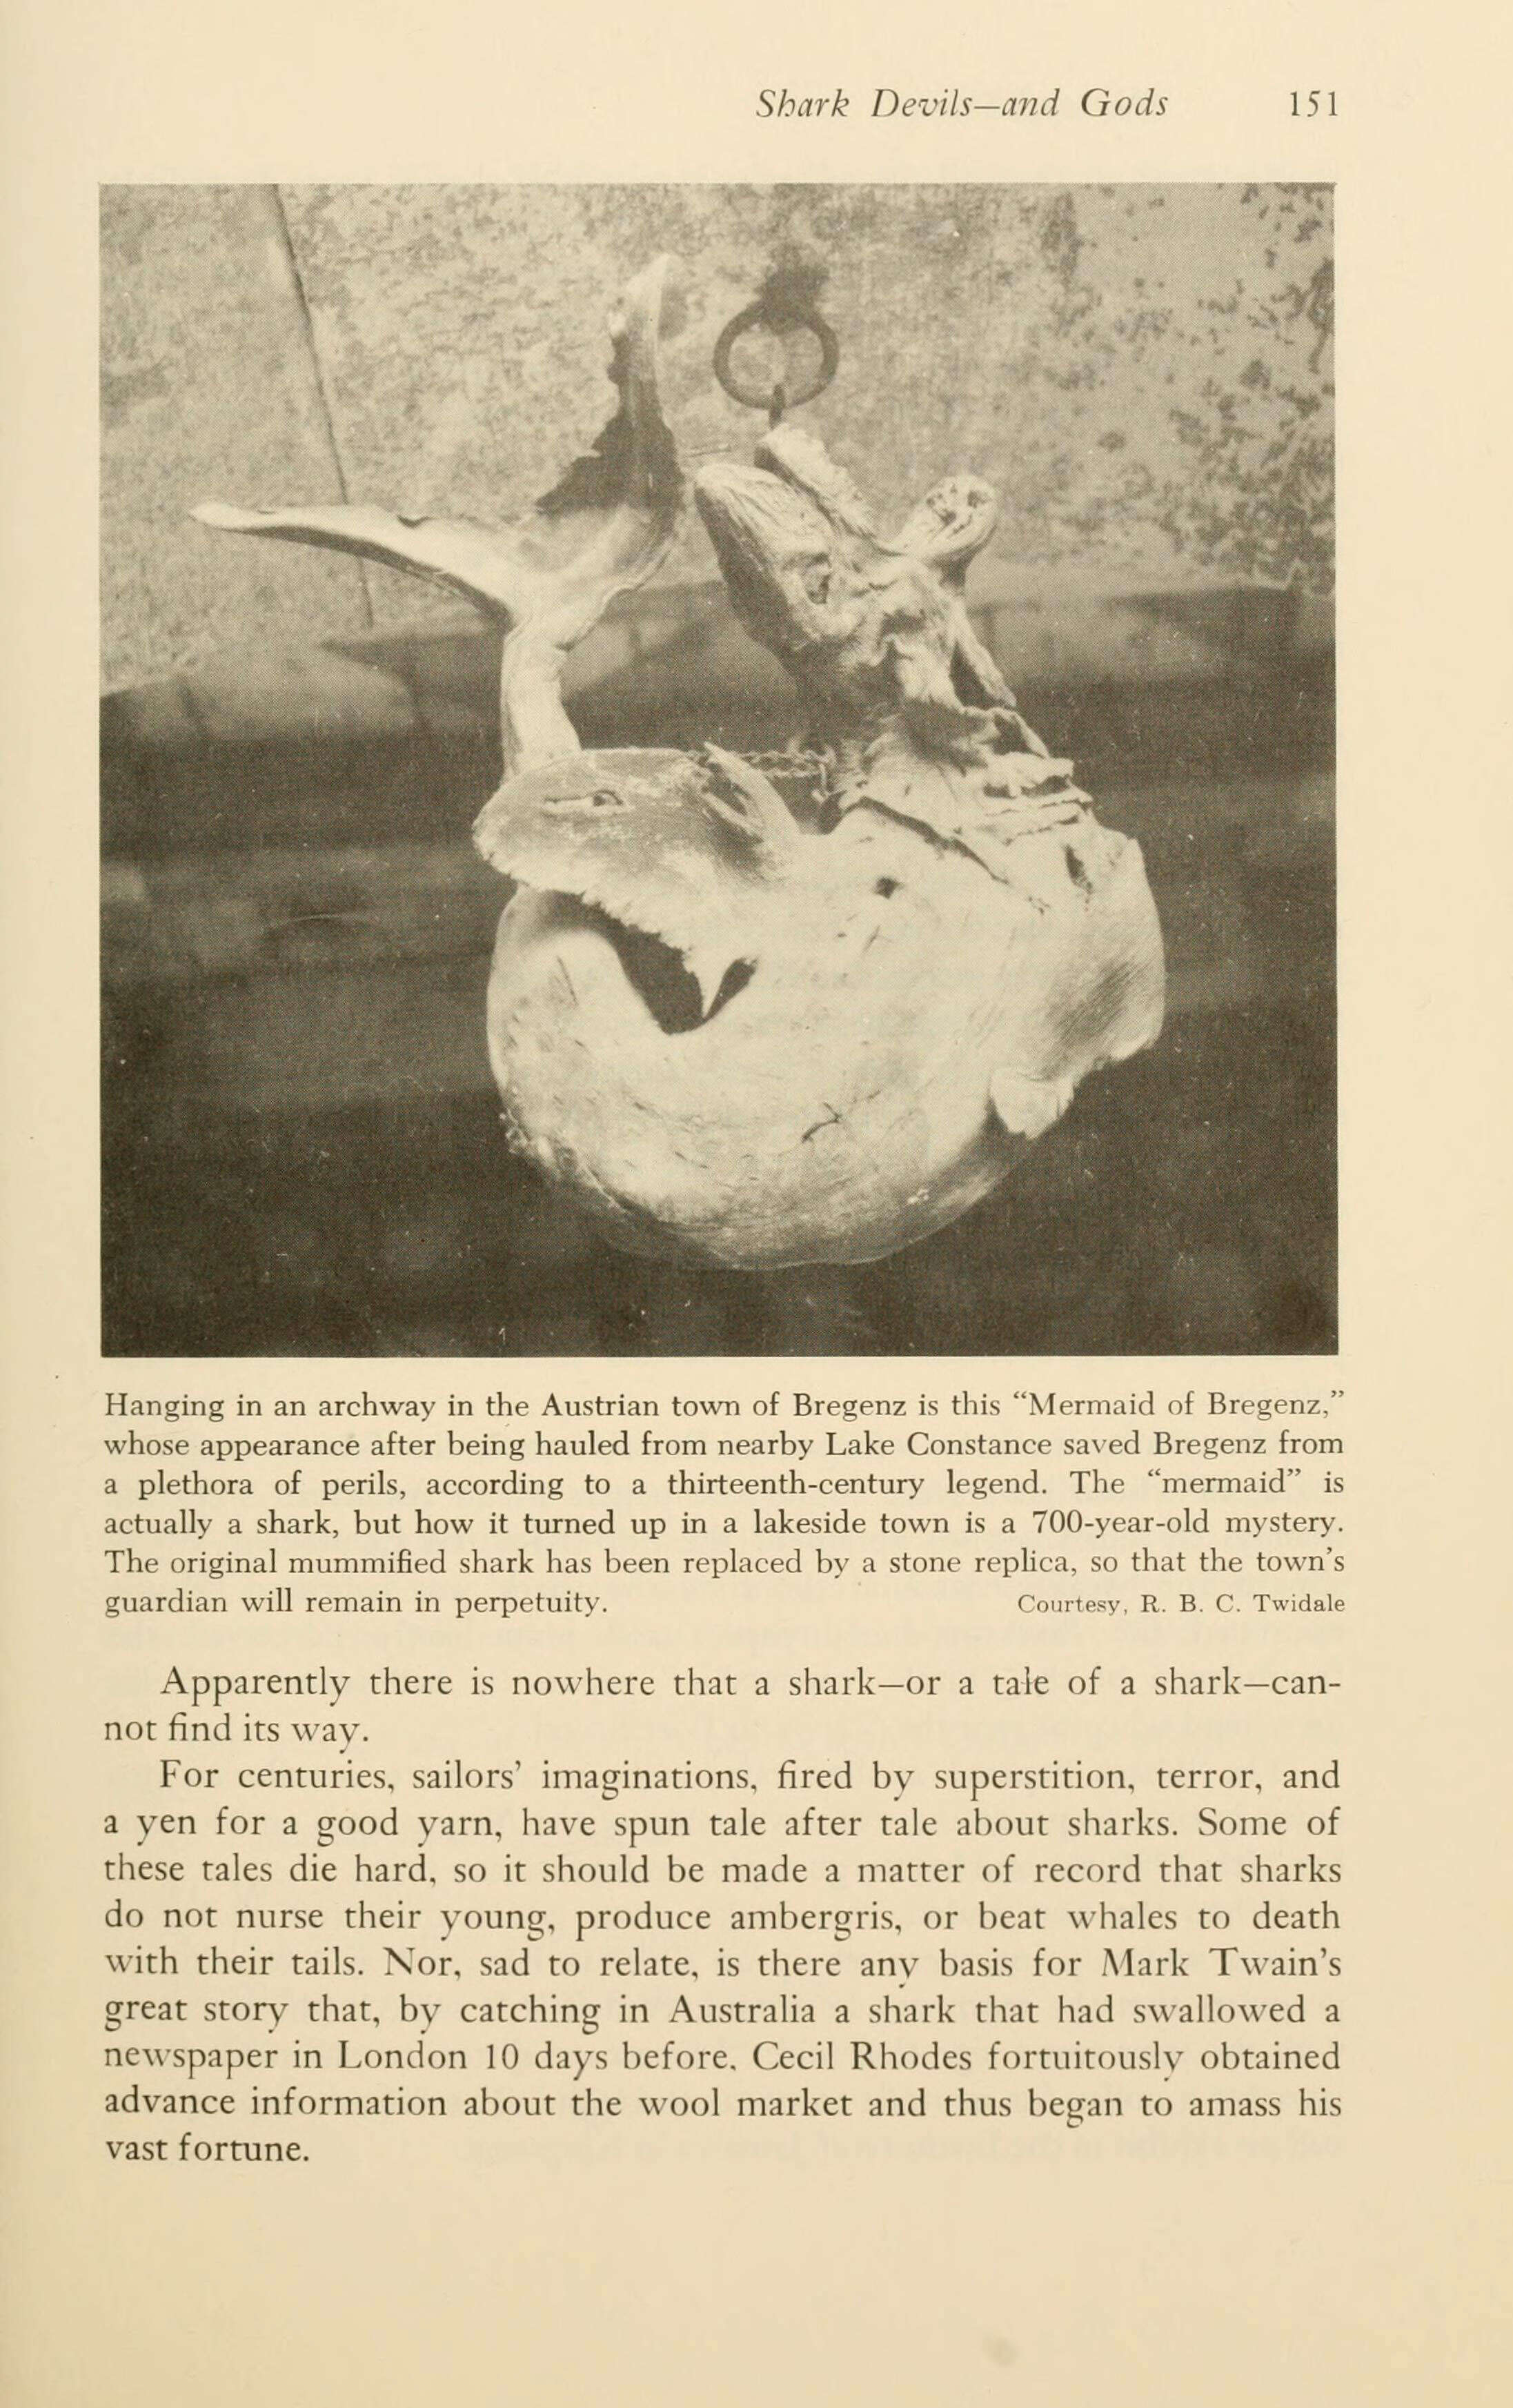 Shark Devils—and Gods 151
Hanging in an archway in the Austrian town of Bregenz is this “Mermaid of Bregenz,”
whose appearance after being hauled from nearby Lake Constance saved Bregenz from
a plethora of perils, according to a thirteenth-century legend. The “mermaid” is
actually a shark, but how it turned up in a lakeside town is a 700-year-old mystery.
The original mummified shark has been replaced by a stone replica, so that the town’s
guardian will remain in perpetuity. Courtesy, R. B. C. Twidale
Apparently there is nowhere that a shark—or a tale of a shark—can-
not find its way.
For centuries, sailors’ imaginations, fired by superstition, terror, and
a yen for a good yarn, have spun tale after tale about sharks. Some of
these tales die hard, so it should be made a matter of record that sharks
do not nurse their young, produce ambergris, or beat whales to death
with their tails. Nor, sad to relate, is there any basis for Mark Twain’s
great story that, by catching in Australia a shark that had swallowed a
newspaper in London 10 days before, Cecil Rhodes fortuitously obtained
advance information about the wool market and thus began to amass his
vast fortune.